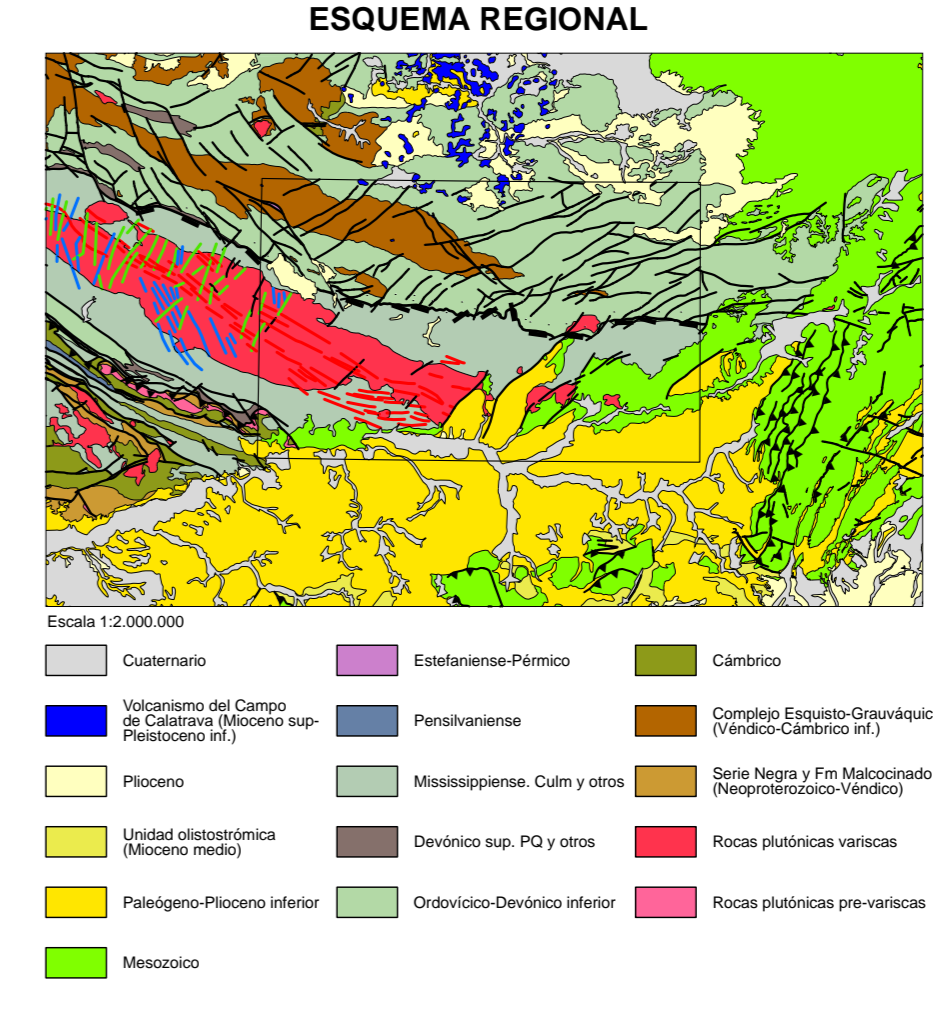 ESQUEMA REGIONAL
Escala 1:2.000.000
Cuaternario
Volcanismo del Campo
de Calatrava (Mioceno sup-
Pleistoceno inf.)
Plioceno
Unidad olistostrómica
(Mioceno medio)
Paleógeno-Plioceno inferior
Mesozoico
Estefaniense-Pérmico
Pensilvaniense
Mississippiense. Culm y otros
Devónico sup. PQ y otros
Ordovícico-Devónico inferior
Cámbrico
Complejo Esquisto-Grauváquic
(Véndico-Cámbrico inf.)
Serie Negra y Fm Malcocinado
(Neoproterozoico-Véndico)
Rocas plutónicas variscas
Rocas plutónicas pre-variscas